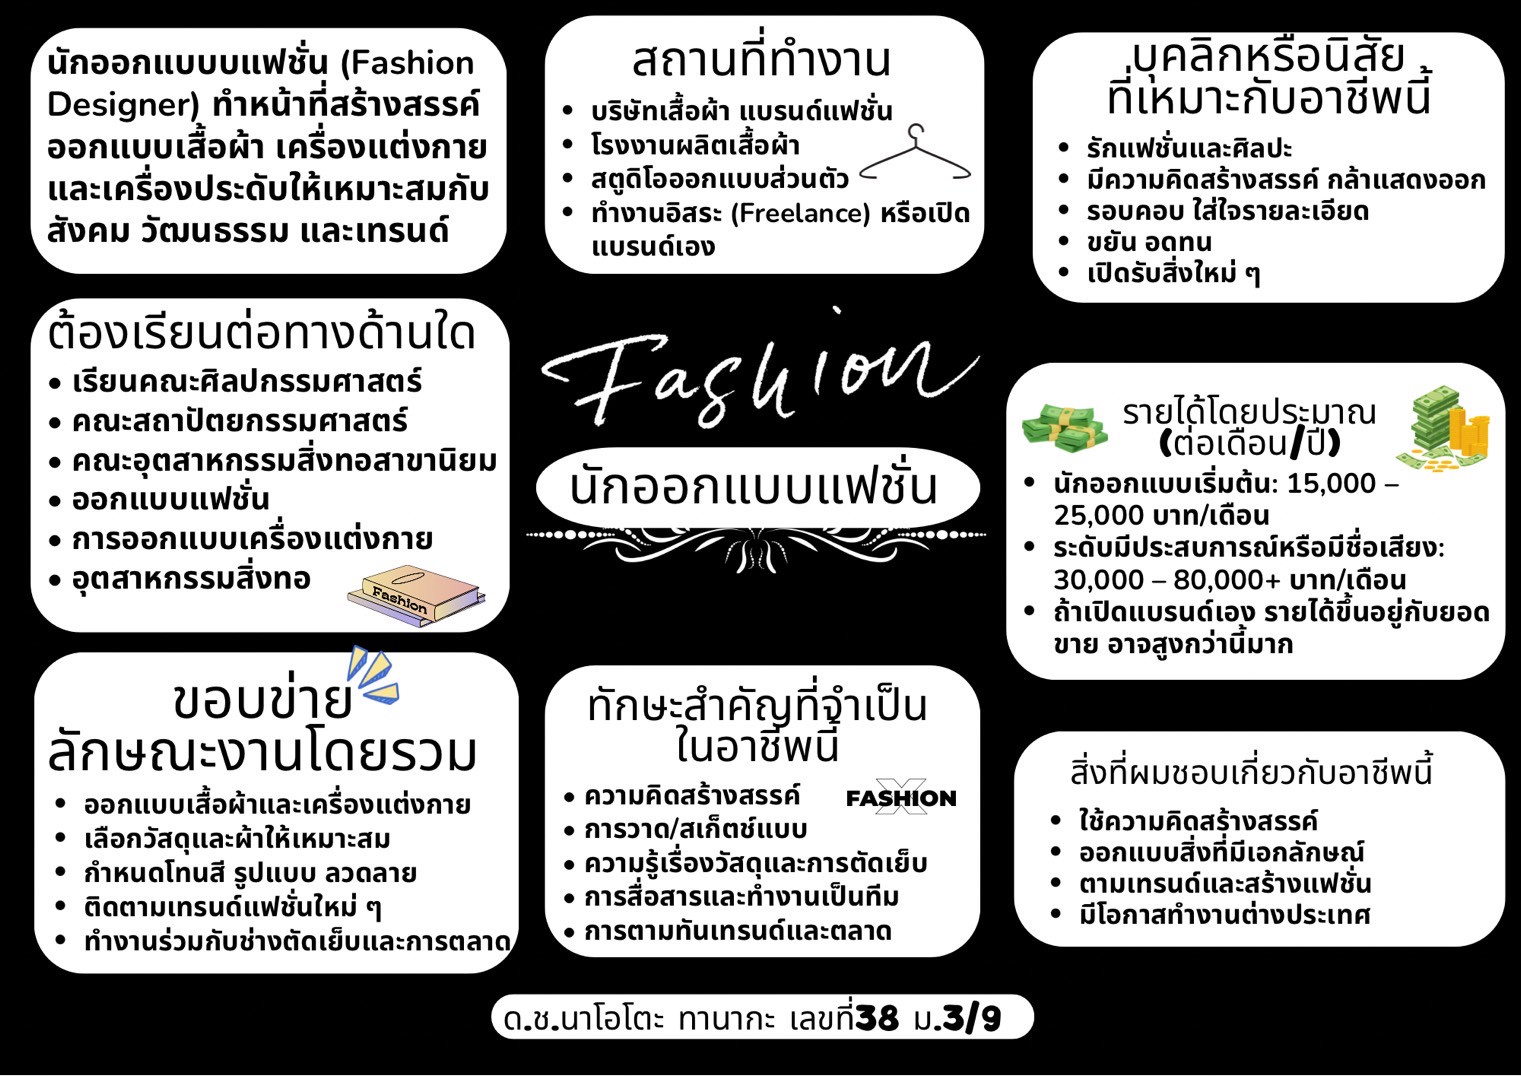 นักออกแบบบแฟชั่น (Fashion
Designer) ทำหน้าที่สร้างสรรค์
ออกแบบเสื้อผ้า เครื่องแต่งกาย
และเครื่องประดับให้เหมาะสมกับ
สังคม วัฒนธรรม และเทรนด์
สถานที่ทำงาน
• บริษัทเสื้อผ้า แบรนด์แฟชั่น
• โรงงานผลิตเสื้อผ้า
• สตูดิโอออกแบบส่วนตัว
• ทำงานอิสระ (Freelance) หรือเปิด
แบรนด์เอง
บุคลิกหรือนิสัย
ที่เหมาะกับอาชีพนี้
• รักแฟชั่นและศิลปะ
• มีความคิดสร้างสรรค์ กล้าแสดงออก
• รอบคอบ ใส่ใจรายละเอียด
• ขยัน อดทน
• เปิดรับสิ่งใหม่ ๆ
ต้องเรียนต่อทางด้านใด
• เรียนคณะศิลปกรรมศาสตร์
• คณะสถาปัตยกรรมศาสตร์
• คณะอุตสาหกรรมสิ่งทอสาขานิยม
• ออกแบบแฟชั่น
• การออกแบบเครื่องแต่งกาย
• อุตสาหกรรมสิ่งทอ
Fashion
Fashion
นักออกแบบแฟชั่น
รายได้โดยประมาณ
(ต่อเดือน/ปี)
• นักออกแบบเริ่มต้น: 15,000 –
25,000 บาท/เดือน
• ระดับมีประสบการณ์หรือมีชื่อเสียง:
30,000 – 80,000+ บาท/เดือน
• ถ้าเปิดแบรนด์เอง รายได้ขึ้นอยู่กับยอด
ขาย อาจสูงกว่านี้มาก
ขอบข่าย
ลักษณะงานโดยรวม
• ออกแบบเสื้อผ้าและเครื่องแต่งกาย
• เลือกวัสดุและผ้าให้เหมาะสม
• กำหนดโทนสี รูปแบบ ลวดลาย
• ติดตามเทรนด์แฟชั่นใหม่ ๆ
• ทำงานร่วมกับช่างตัดเย็บและการตลาด
ทักษะสำคัญที่จำเป็น
ในอาชีพนี้
• ความคิดสร้างสรรค์
• การวาด/สเก็ตช์แบบ
• ความรู้เรื่องวัสดุและการตัดเย็บ
• การสื่อสารและทำงานเป็นทีม
• การตามทันเทรนด์และตลาด
X
FASHION
สิ่งที่ผมชอบเกี่ยวกับอาชีพนี้
• ใช้ความคิดสร้างสรรค์
• ออกแบบสิ่งที่มีเอกลักษณ์
• ตามเทรนด์และสร้างแฟชั่น
• มีโอกาสทำงานต่างประเทศ
ด.ช.นาโอโตะ ทานากะ เลขที่38 ม.3/9